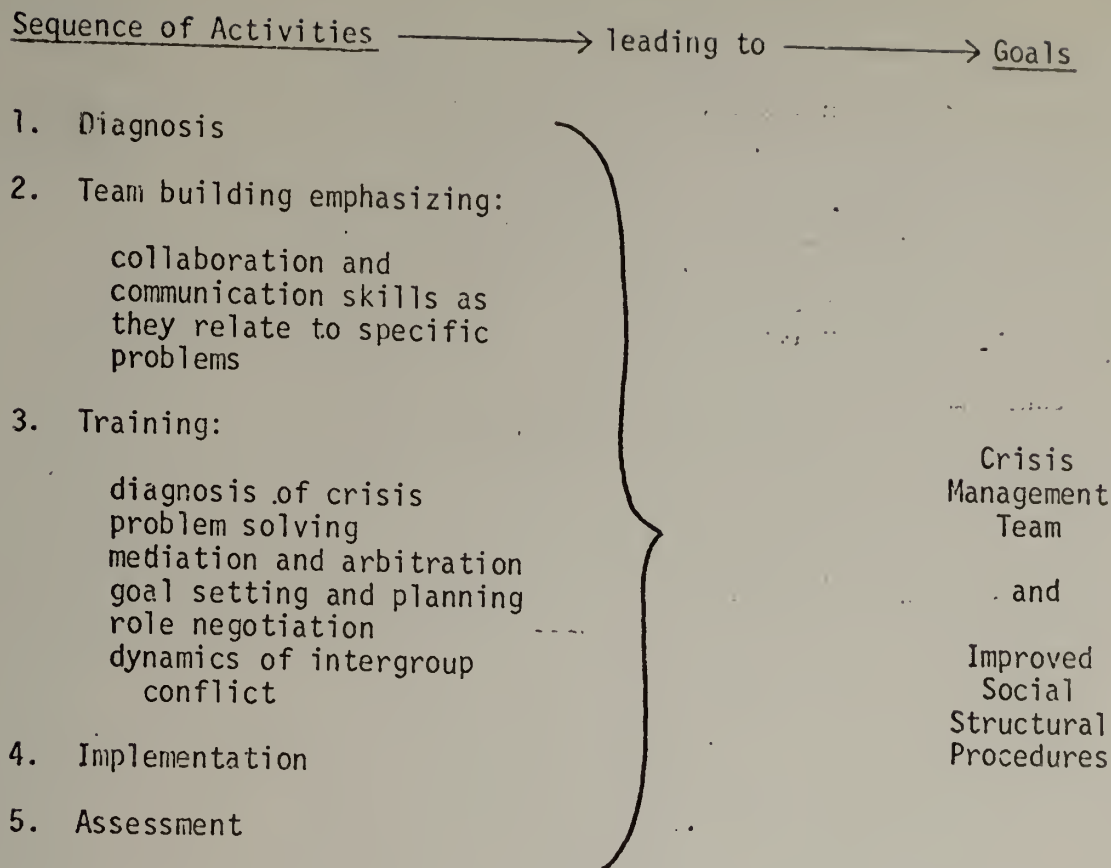 Sequence of Activities leading to Goals
1. Diagnosis
2. Team building emphasizing:
collaboration and
communication skills as
they relate to specific
problems
3. Training:
diagnosis of crisis
problem solving
mediation and arbitration
goal setting and planning
role negotiation
dynamics of intergroup
conflict
4. Implementation
5. Assessment
Crisis
Management
Team
and
Improved
Social
Structural
Procedures